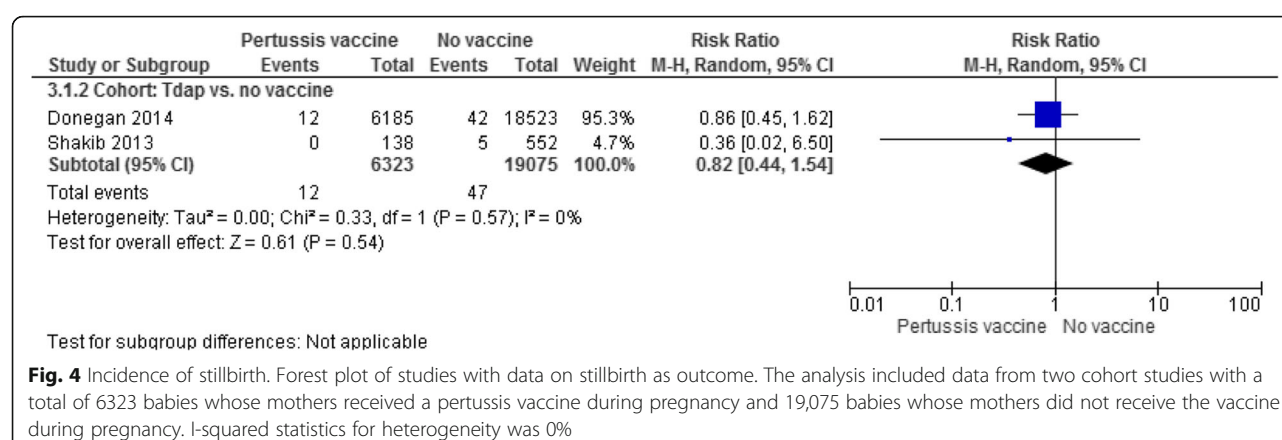 Pertussis vaccine No vaccine Risk Ratio Risk Ratio
Study or Subgroup Events Total Events Total Weight M-H, Random, 95% CI M-H, Random, 95% CI
3.1.2 Cohort: Tdap vs. no vaccine
Donegan 2014 12 6185 42 18523 95.3% 0.86 [0.45, 1.62]
Shakib 2013 0 138 5 552 4.7% 0.36 [0.02, 6.50]
Subtotal (95% CI) 6323 19075 100.0% 0.82 [0.44, 1.54]
Total events 12 47
Heterogeneity: Tau² = 0.00; Chi² = 0.33, df = 1 (P = 0.57); I² = 0%
Test for overall effect: Z = 0.61 (P = 0.54)
0.01 0.1 1 10 100
Pertussis vaccine No vaccine
Test for subgroup differences: Not applicable
Fig. 4 Incidence of stillbirth. Forest plot of studies with data on stillbirth as outcome. The analysis included data from two cohort studies with a
total of 6323 babies whose mothers received a pertussis vaccine during pregnancy and 19,075 babies whose mothers did not receive the vaccine
during pregnancy. I-squared statistics for heterogeneity was 0%